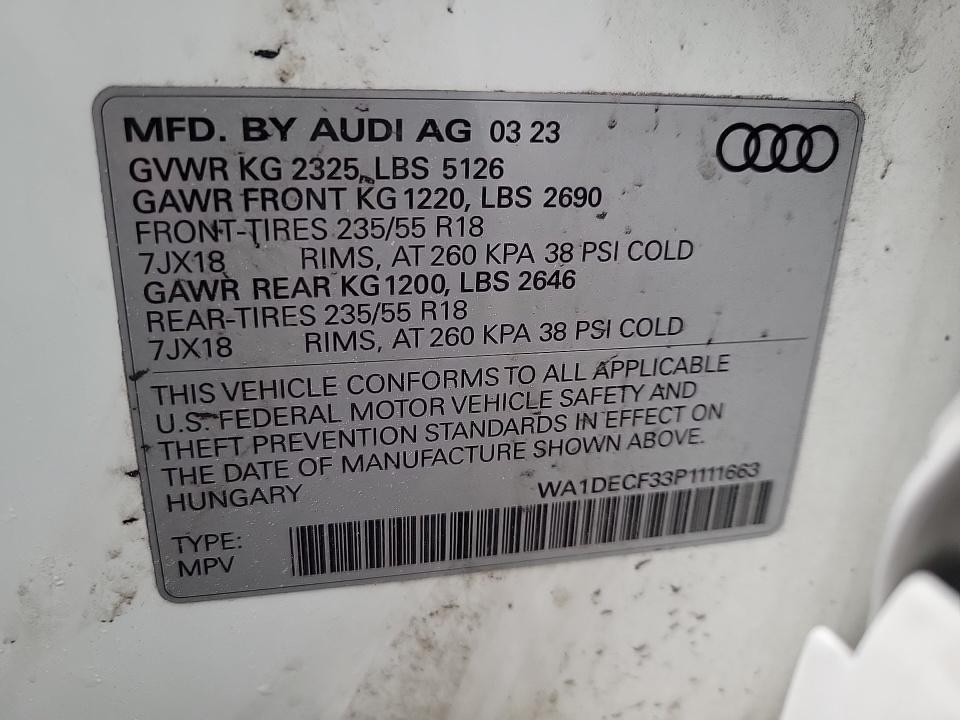 MFD. BY AUDI AG 03 23
GVWR KG 2325, LBS 5126
GAWR FRONT KG 1220, LBS 2690
FRONT-TIRES 235/55 R18
7JX18 RIMS, AT 260 KPA 38 PSI COLD
GAWR REAR KG 1200, LBS 2646
REAR-TIRES 235/55 R18
7JX18 RIMS, AT 260 KPA 38 PSI COLD
THIS VEHICLE CONFORMS TO ALL APPLICABLE
U.S. FEDERAL MOTOR VEHICLE SAFETY AND
THEFT PREVENTION STANDARDS IN EFFECT ON
THE DATE OF MANUFACTURE SHOWN ABOVE.
HUNGARY WA1DECF33P1111663
TYPE:
MPV